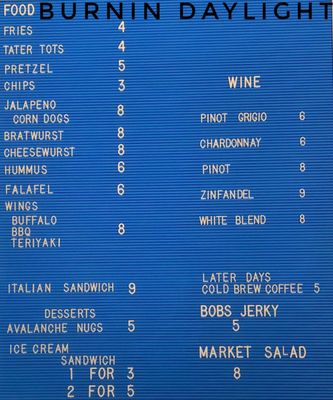 FOOD BURNIN DAYLIGHT
FRIES 4
TATER TOTS 4
PRETZEL 5
CHIPS 3
JALAPENO
CORN DOGS 8
BRATWURST 8
CHEESEWURST 8
HUMMUS 6
FALAFEL 6
WINGS
BUFFALO
BBQ 8
TERIYAKI
ITALIAN SANDWICH 9
DESSERTS
AVALANCHE NUGS 5
ICE CREAM
SANDWICH
1 FOR 3
2 FOR 5
WINE
PINOT GRIGIO 6
CHARDONNAY 6
PINOT 8
ZINFANDEL 9
WHITE BLEND 8
LATER DAYS
COLD BREW COFFEE 5
BOBS JERKY
5
MARKET SALAD
8